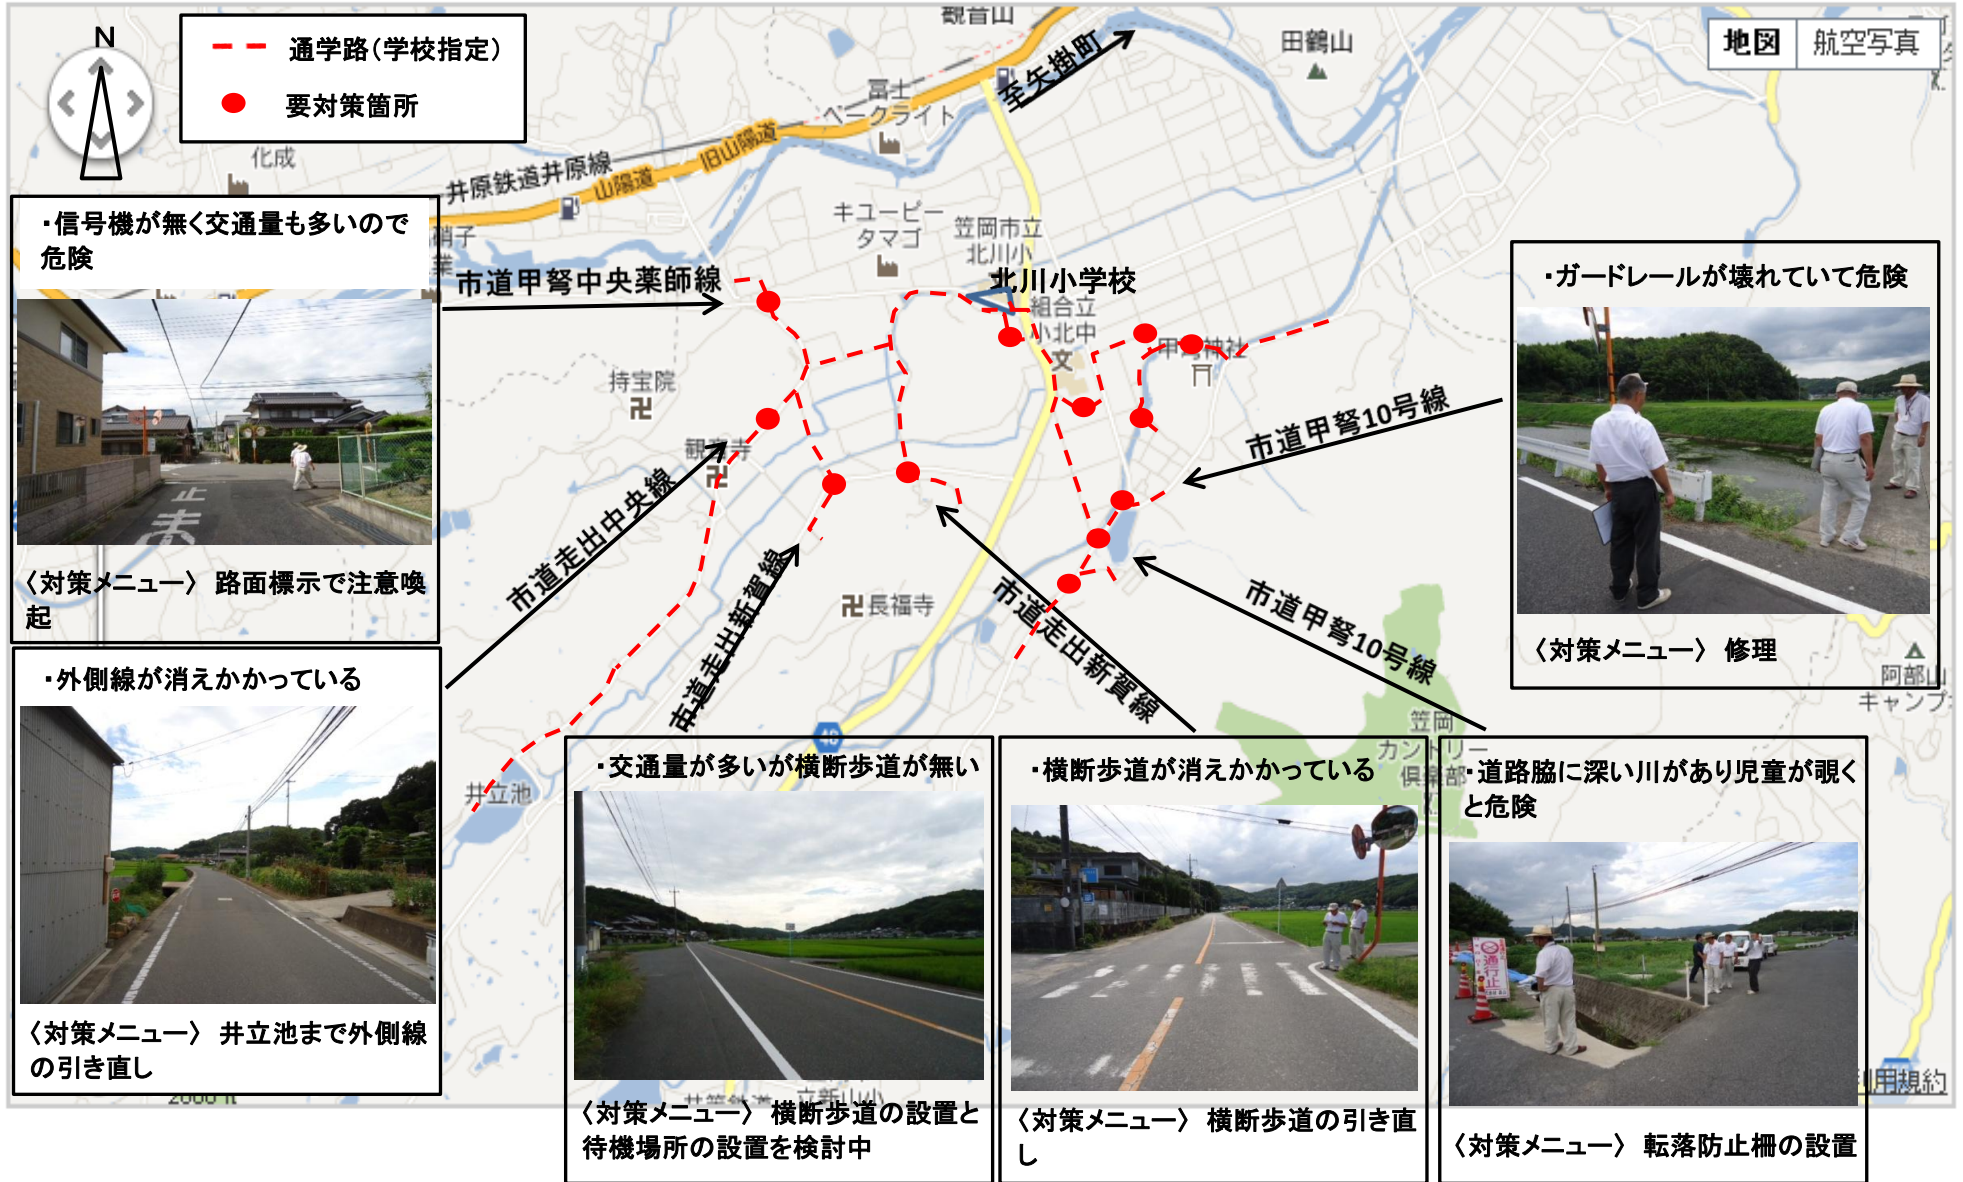 N
通学路(学校指定)
要対策箇所
観音山
至矢掛町
田鶴山
地図
航空写真
冨士
ベークライト
化成
旧山陽道
山陽道
井原鉄道井原線
キユーピー
タマゴ
笠岡市立
北川小
硝子
業
・信号機が無く交通量も多いので
危険
止ま
〈対策メニュー〉 路面標示で注意喚
起
市道甲弩中央薬師線
北川小学校
組合立
小北中
文
甲弩神社
持宝院
観音寺
市道甲弩10号線
・ガードレールが壊れていて危険
〈対策メニュー〉 修理
市道走出中央線
市道走出新賀線
長福寺
市道走出新賀線
市道甲弩10号線
阿部山
キャンプ
笠岡
カントリー
倶楽部
48
井立池
・外側線が消えかかっている
〈対策メニュー〉 井立池まで外側線
の引き直し
・交通量が多いが横断歩道が無い
〈対策メニュー〉 横断歩道の設置と
待機場所の設置を検討中
・横断歩道が消えかかっている
〈対策メニュー〉 横断歩道の引き直
し
・道路脇に深い川があり児童が覗く
と危険
通行止
〈対策メニュー〉 転落防止柵の設置
2000 ft
立新山小
利用規約